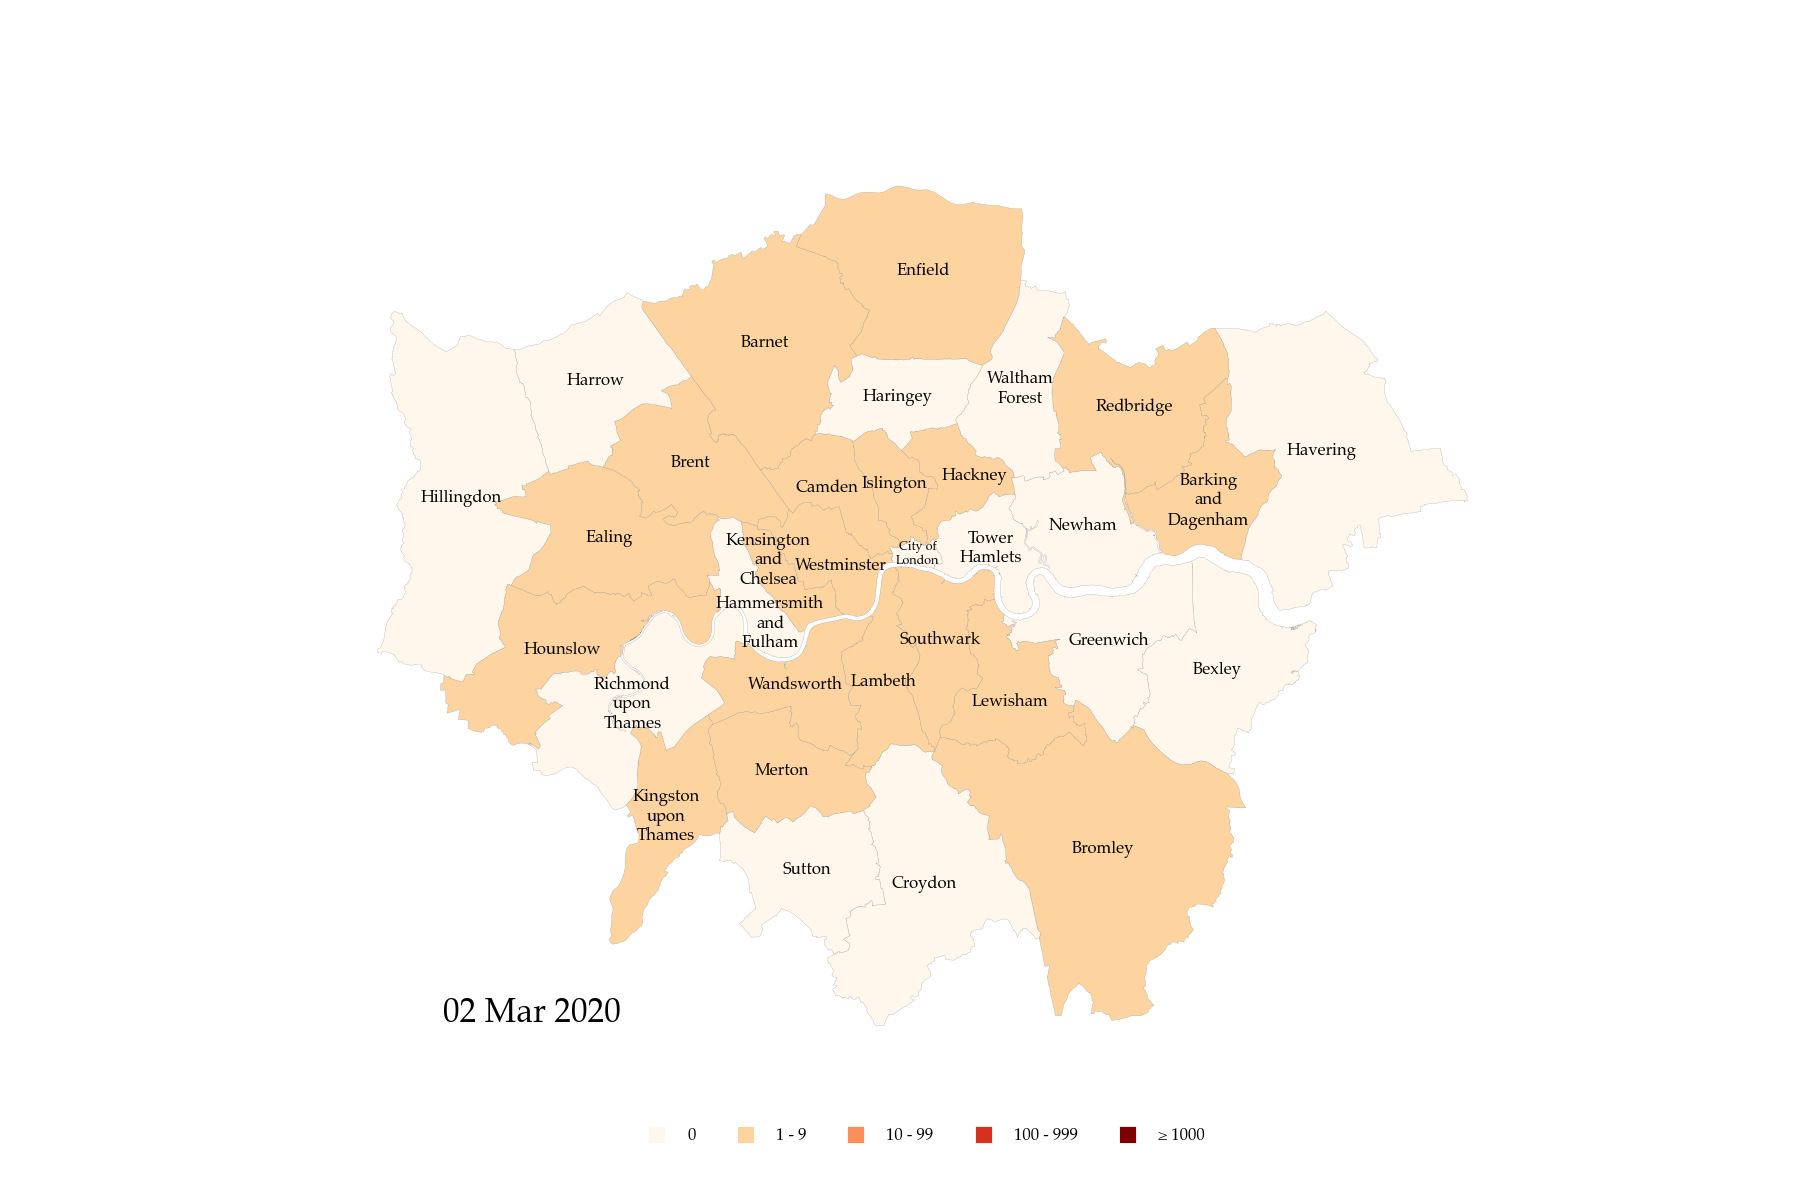 Enfield
Barnet
Harrow
Haringey
Waltham
Forest
Redbridge
Havering
Brent
Hackney
Camden
Islington
Barking
and
Dagenham
Hillingdon
Ealing
Kensington
and
Chelsea
Westminster
City of
London
Tower
Hamlets
Newham
Hammersmith
and
Fulham
Hounslow
Southwark
Greenwich
Bexley
Richmond
upon
Thames
Wandsworth
Lambeth
Lewisham
Merton
Kingston
upon
Thames
Bromley
Sutton
Croydon
02 Mar 2020
0 1 - 9 10 - 99 100 - 999 ≥ 1000